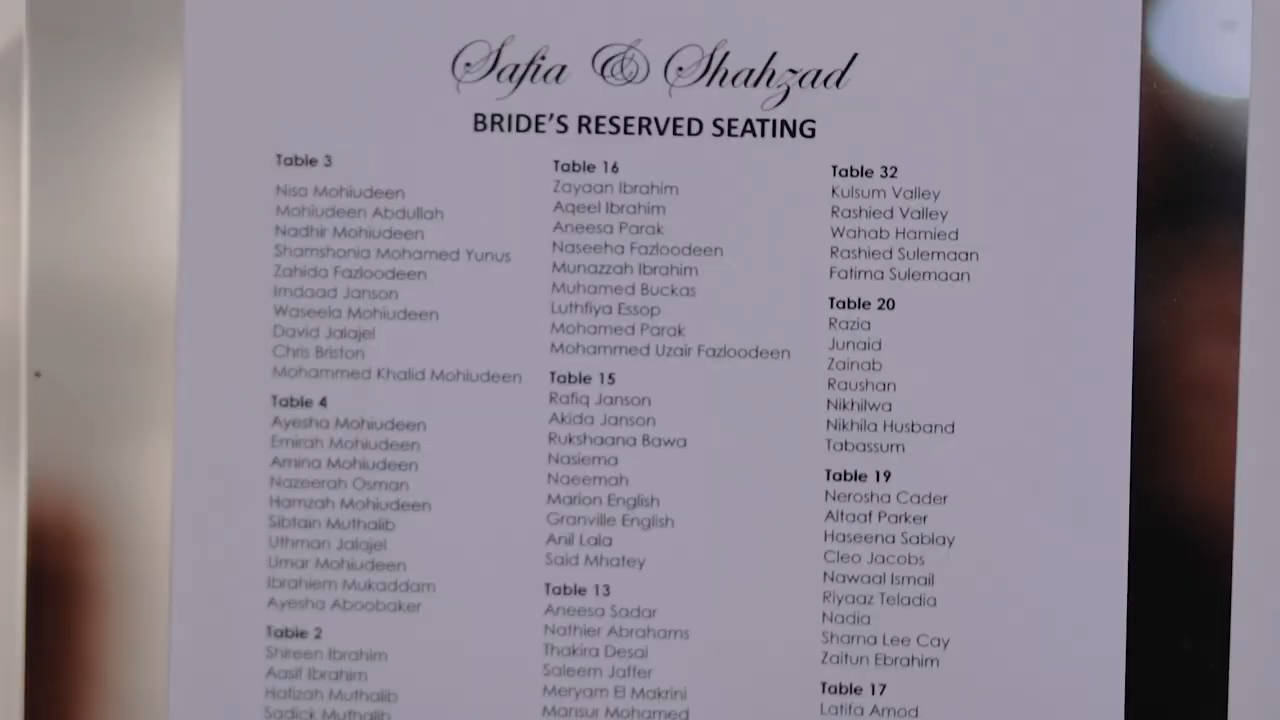 Safia & Shahzad
BRIDE'S RESERVED SEATING
Table 3
Nisa Mohiudeen
Mohiudeen Abdullah
Nadhir Mohiudeen
Shamshonia Mohamed Yunus
Zahida Fazloodeen
Imdaad Janson
Waseela Mohiudeen
David Jalajel
Chris Briston
Mohammed Khalid Mohiudeen
Table 4
Ayesha Mohiudeen
Emirah Mohiudeen
Amina Mohiudeen
Nazeerah Osman
Hamzah Mohiudeen
Sibtain Muthalib
Uthman Jalajel
Umar Mohiudeen
Ibrahiem Mukaddam
Ayesha Aboobaker
Table 2
Shireen Ibrahim
Aasif Ibrahim
Hafizah Muthalib
Sadick Muthalib
Table 16
Zayaan Ibrahim
Aqeel Ibrahim
Aneesa Parak
Naseeha Fazloodeen
Munazzah Ibrahim
Muhamed Buckas
Luthfiya Essop
Mohamed Parak
Mohammed Uzair Fazloodeen
Table 15
Rafiq Janson
Akida Janson
Rukshaana Bawa
Nasiema
Naeemah
Marion English
Granville English
Anil Lala
Said Mhatey
Table 13
Aneesa Sadar
Nathier Abrahams
Thakira Desai
Saleem Jaffer
Meryam El Makrini
Mansur Mohamed
Table 32
Kulsum Valley
Rashied Valley
Wahab Hamied
Rashied Sulemaan
Fatima Sulemaan
Table 20
Razia
Junaid
Zainab
Raushan
Nikhilwa
Nikhila Husband
Tabassum
Table 19
Nerosha Cader
Altaaf Parker
Haseena Sablay
Cleo Jacobs
Nawaal Ismail
Riyaaz Teladia
Nadia
Sharna Lee Cay
Zaitun Ebrahim
Table 17
Latifa Amod